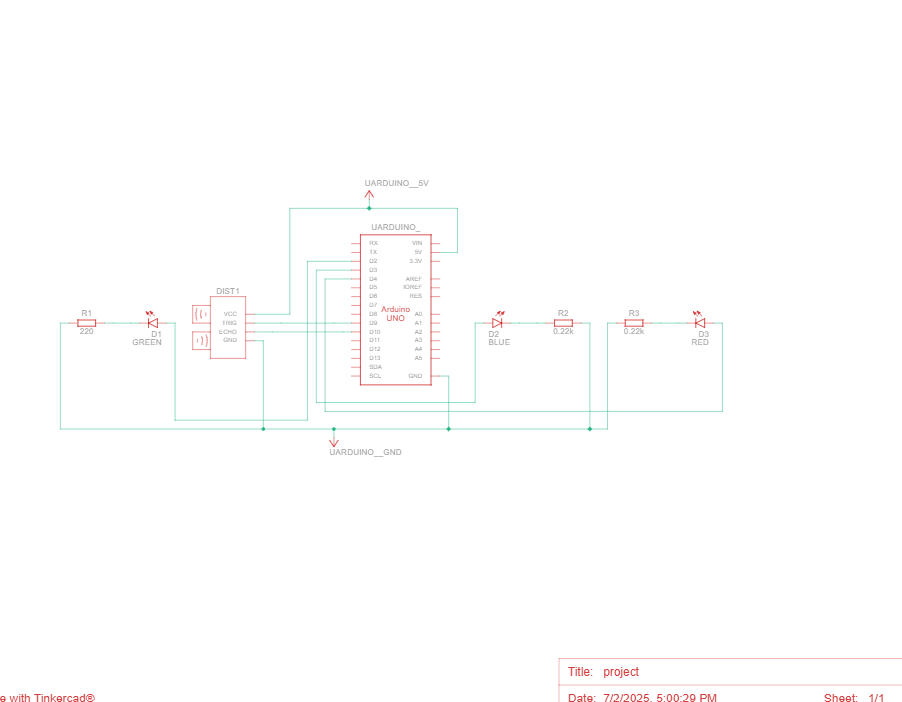 UARDUINO__5V
UARDUINO_
RX
TX
D2
D3
D4
D5
D6
D7
D8
D9
D10
D11
D12
D13
SDA
SCL
VIN
5V
3.3V
AREF
IOREF
RES
A0
A1
A2
A3
A4
A5
GND
Arduino
UNO
DIST1
VCC
TRIG
ECHO
GND
R1
220
D1
GREEN
D2
BLUE
R2
0.22k
R3
0.22k
D3
RED
UARDUINO__GND
Title: project
e with Tinkercad®
Date: 7/2/2025, 5:00:29 PM
Sheet: 1/1